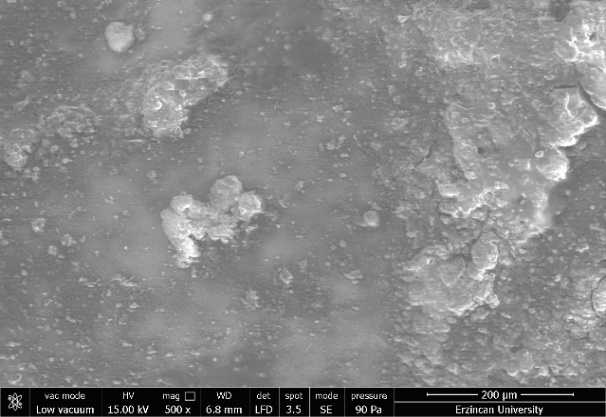 vac mode HV mag □ WD det spot mode pressure 200 µm
Low vacuum 15.00 kV 500 x 6.8 mm LFD 3.5 SE 90 Pa Erzincan University